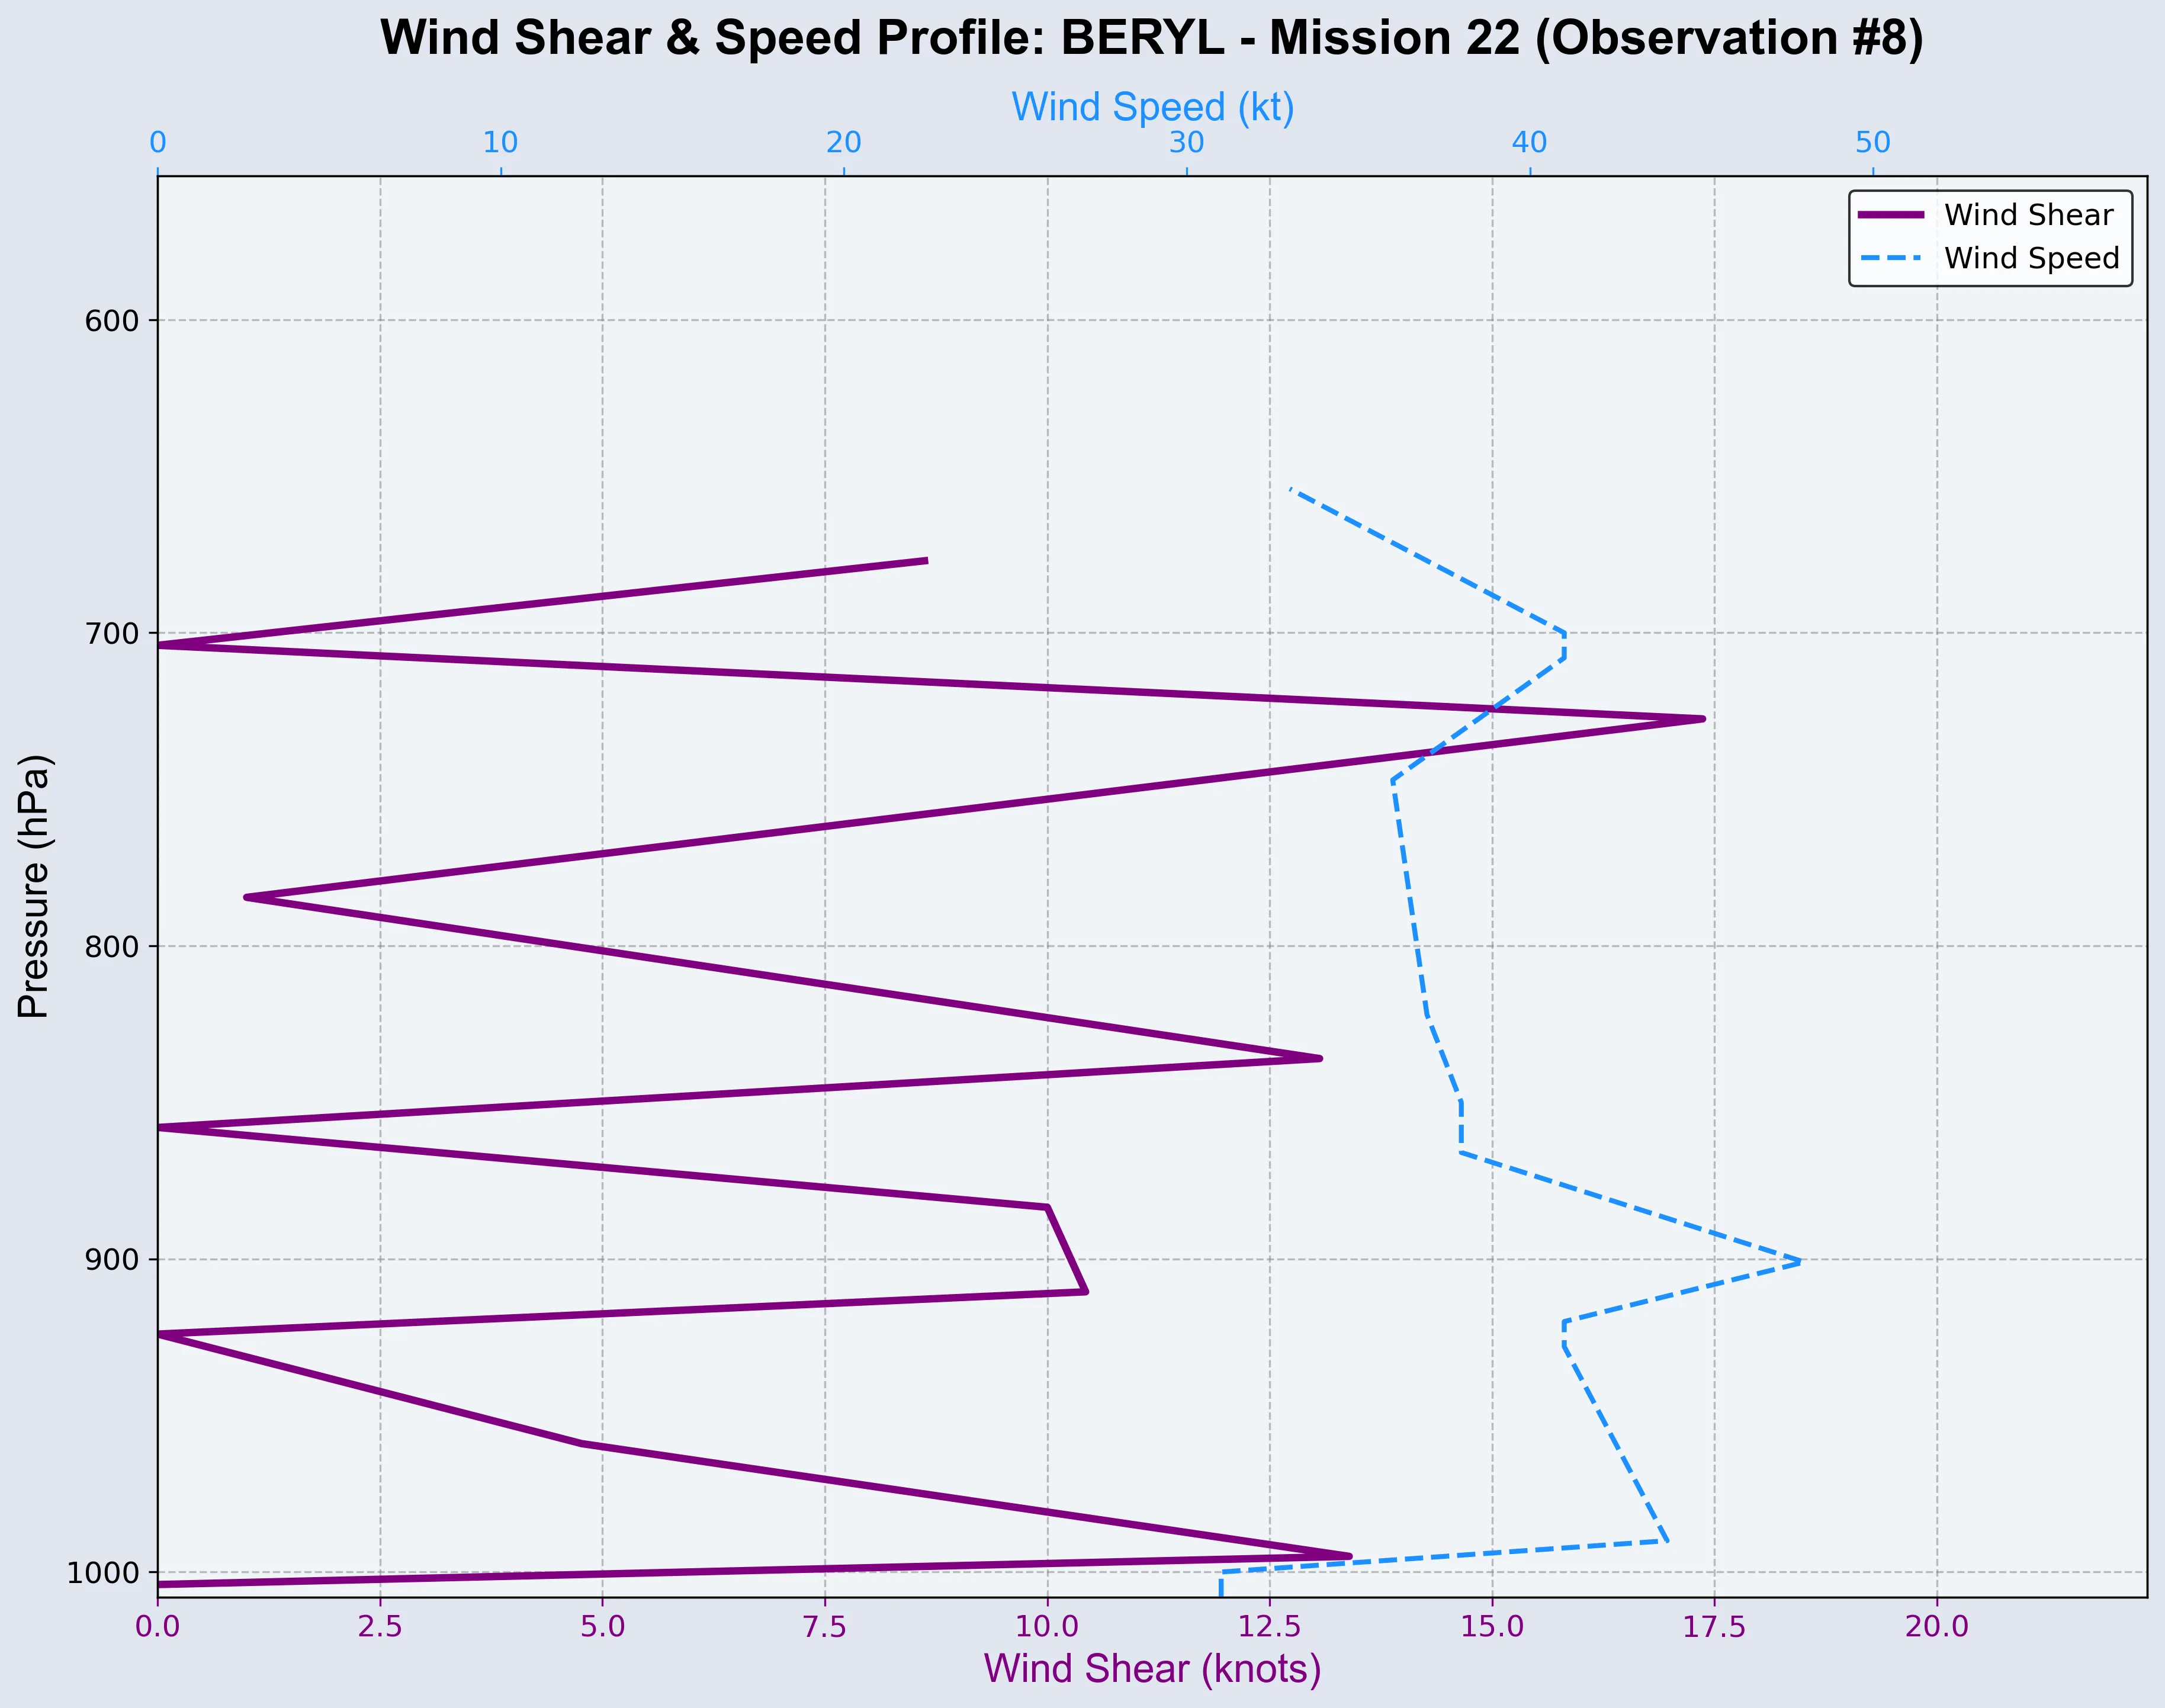 Wind Shear & Speed Profile: BERYL - Mission 22 (Observation #8)
Wind Speed (kt)
0 10 20 30 40 50
Wind Shear
Wind Speed
Pressure (hPa)
600
700
800
900
1000
0.0 2.5 5.0 7.5 10.0 12.5 15.0 17.5 20.0
Wind Shear (knots)